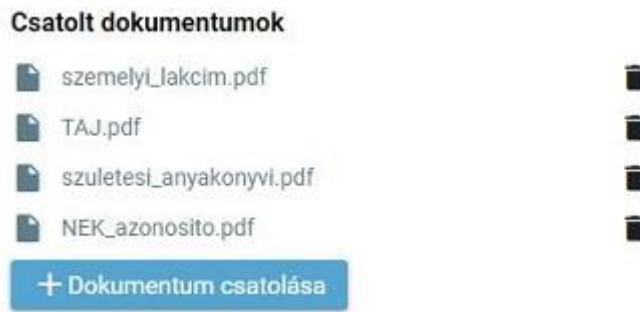 Csatolt dokumentumok
szemelyi_lakcim.pdf
TAJ.pdf
szuletesi_anyakonyvi.pdf
NEK_azonosito.pdf
+ Dokumentum csatolása